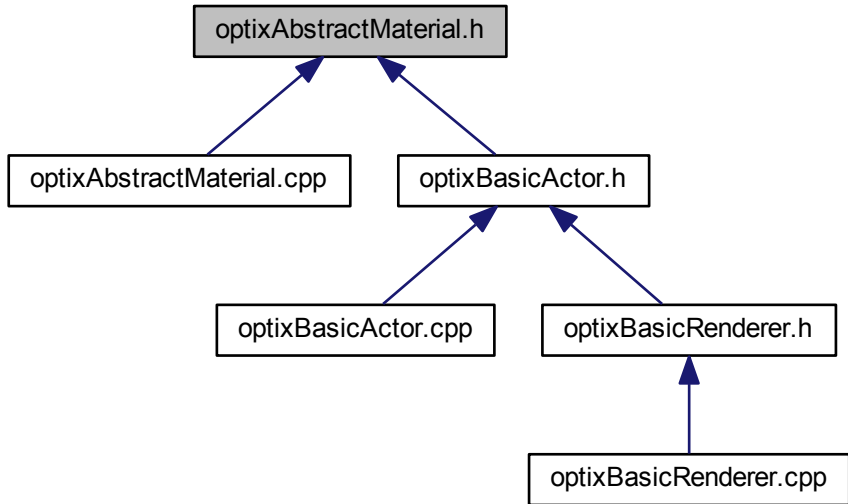 optixAbstractMaterial.h
optixAbstractMaterial.cpp
optixBasicActor.h
optixBasicActor.cpp
optixBasicRenderer.h
optixBasicRenderer.cpp